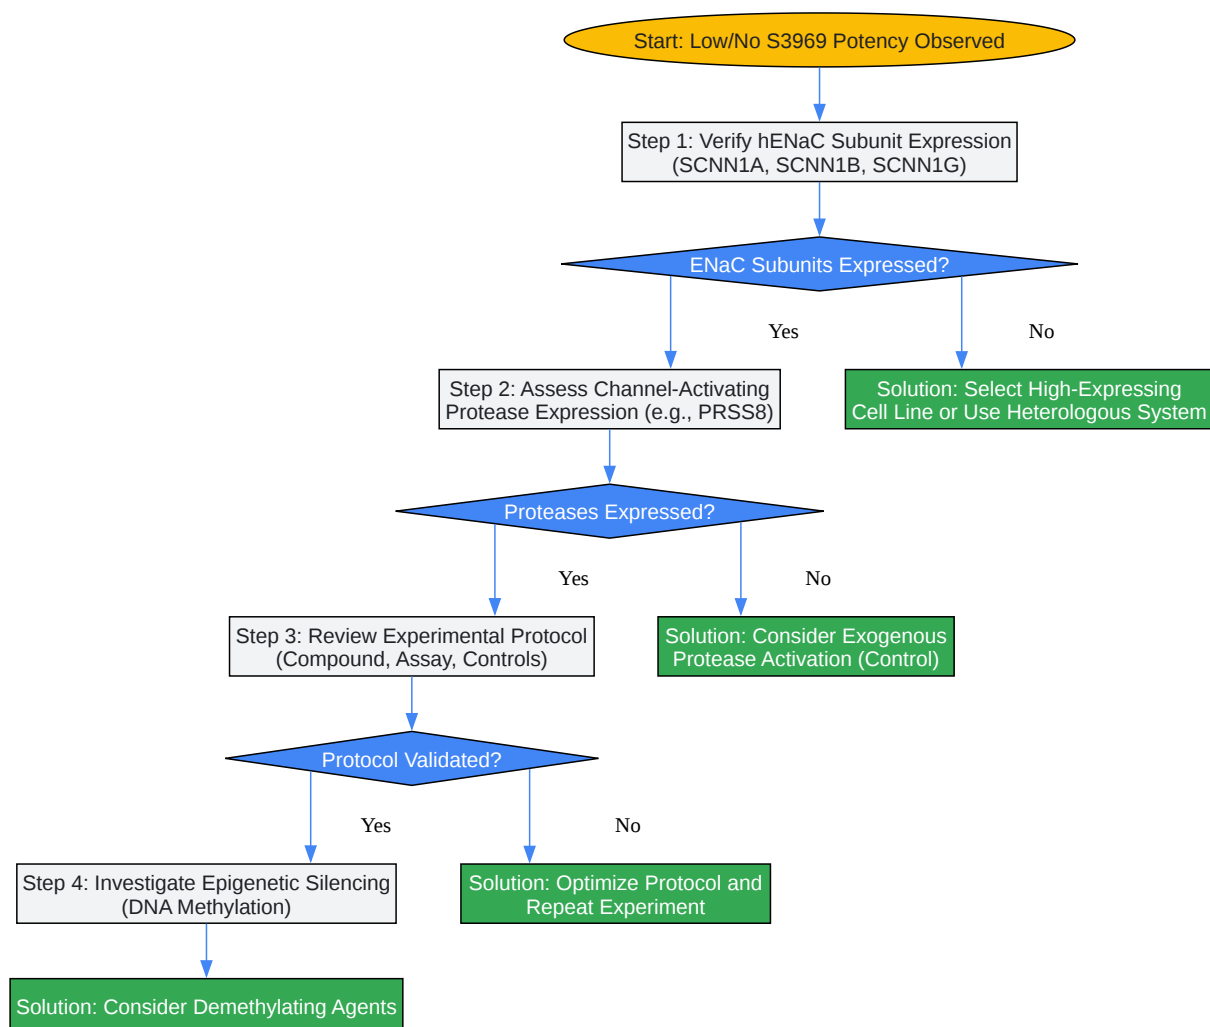 Start: Low/No S3969 Potency Observed
Step 1: Verify hENaC Subunit Expression
(SCNN1A, SCNN1B, SCNN1G)
ENaC Subunits Expressed?
Yes
No
Step 2: Assess Channel-Activating
Protease Expression (e.g., PRSS8)
Solution: Select High-Expressing
Cell Line or Use Heterologous System
Proteases Expressed?
Yes
No
Step 3: Review Experimental Protocol
(Compound, Assay, Controls)
Solution: Consider Exogenous
Protease Activation (Control)
Protocol Validated?
Yes
No
Step 4: Investigate Epigenetic Silencing
(DNA Methylation)
Solution: Optimize Protocol and
Repeat Experiment
Solution: Consider Demethylating Agents